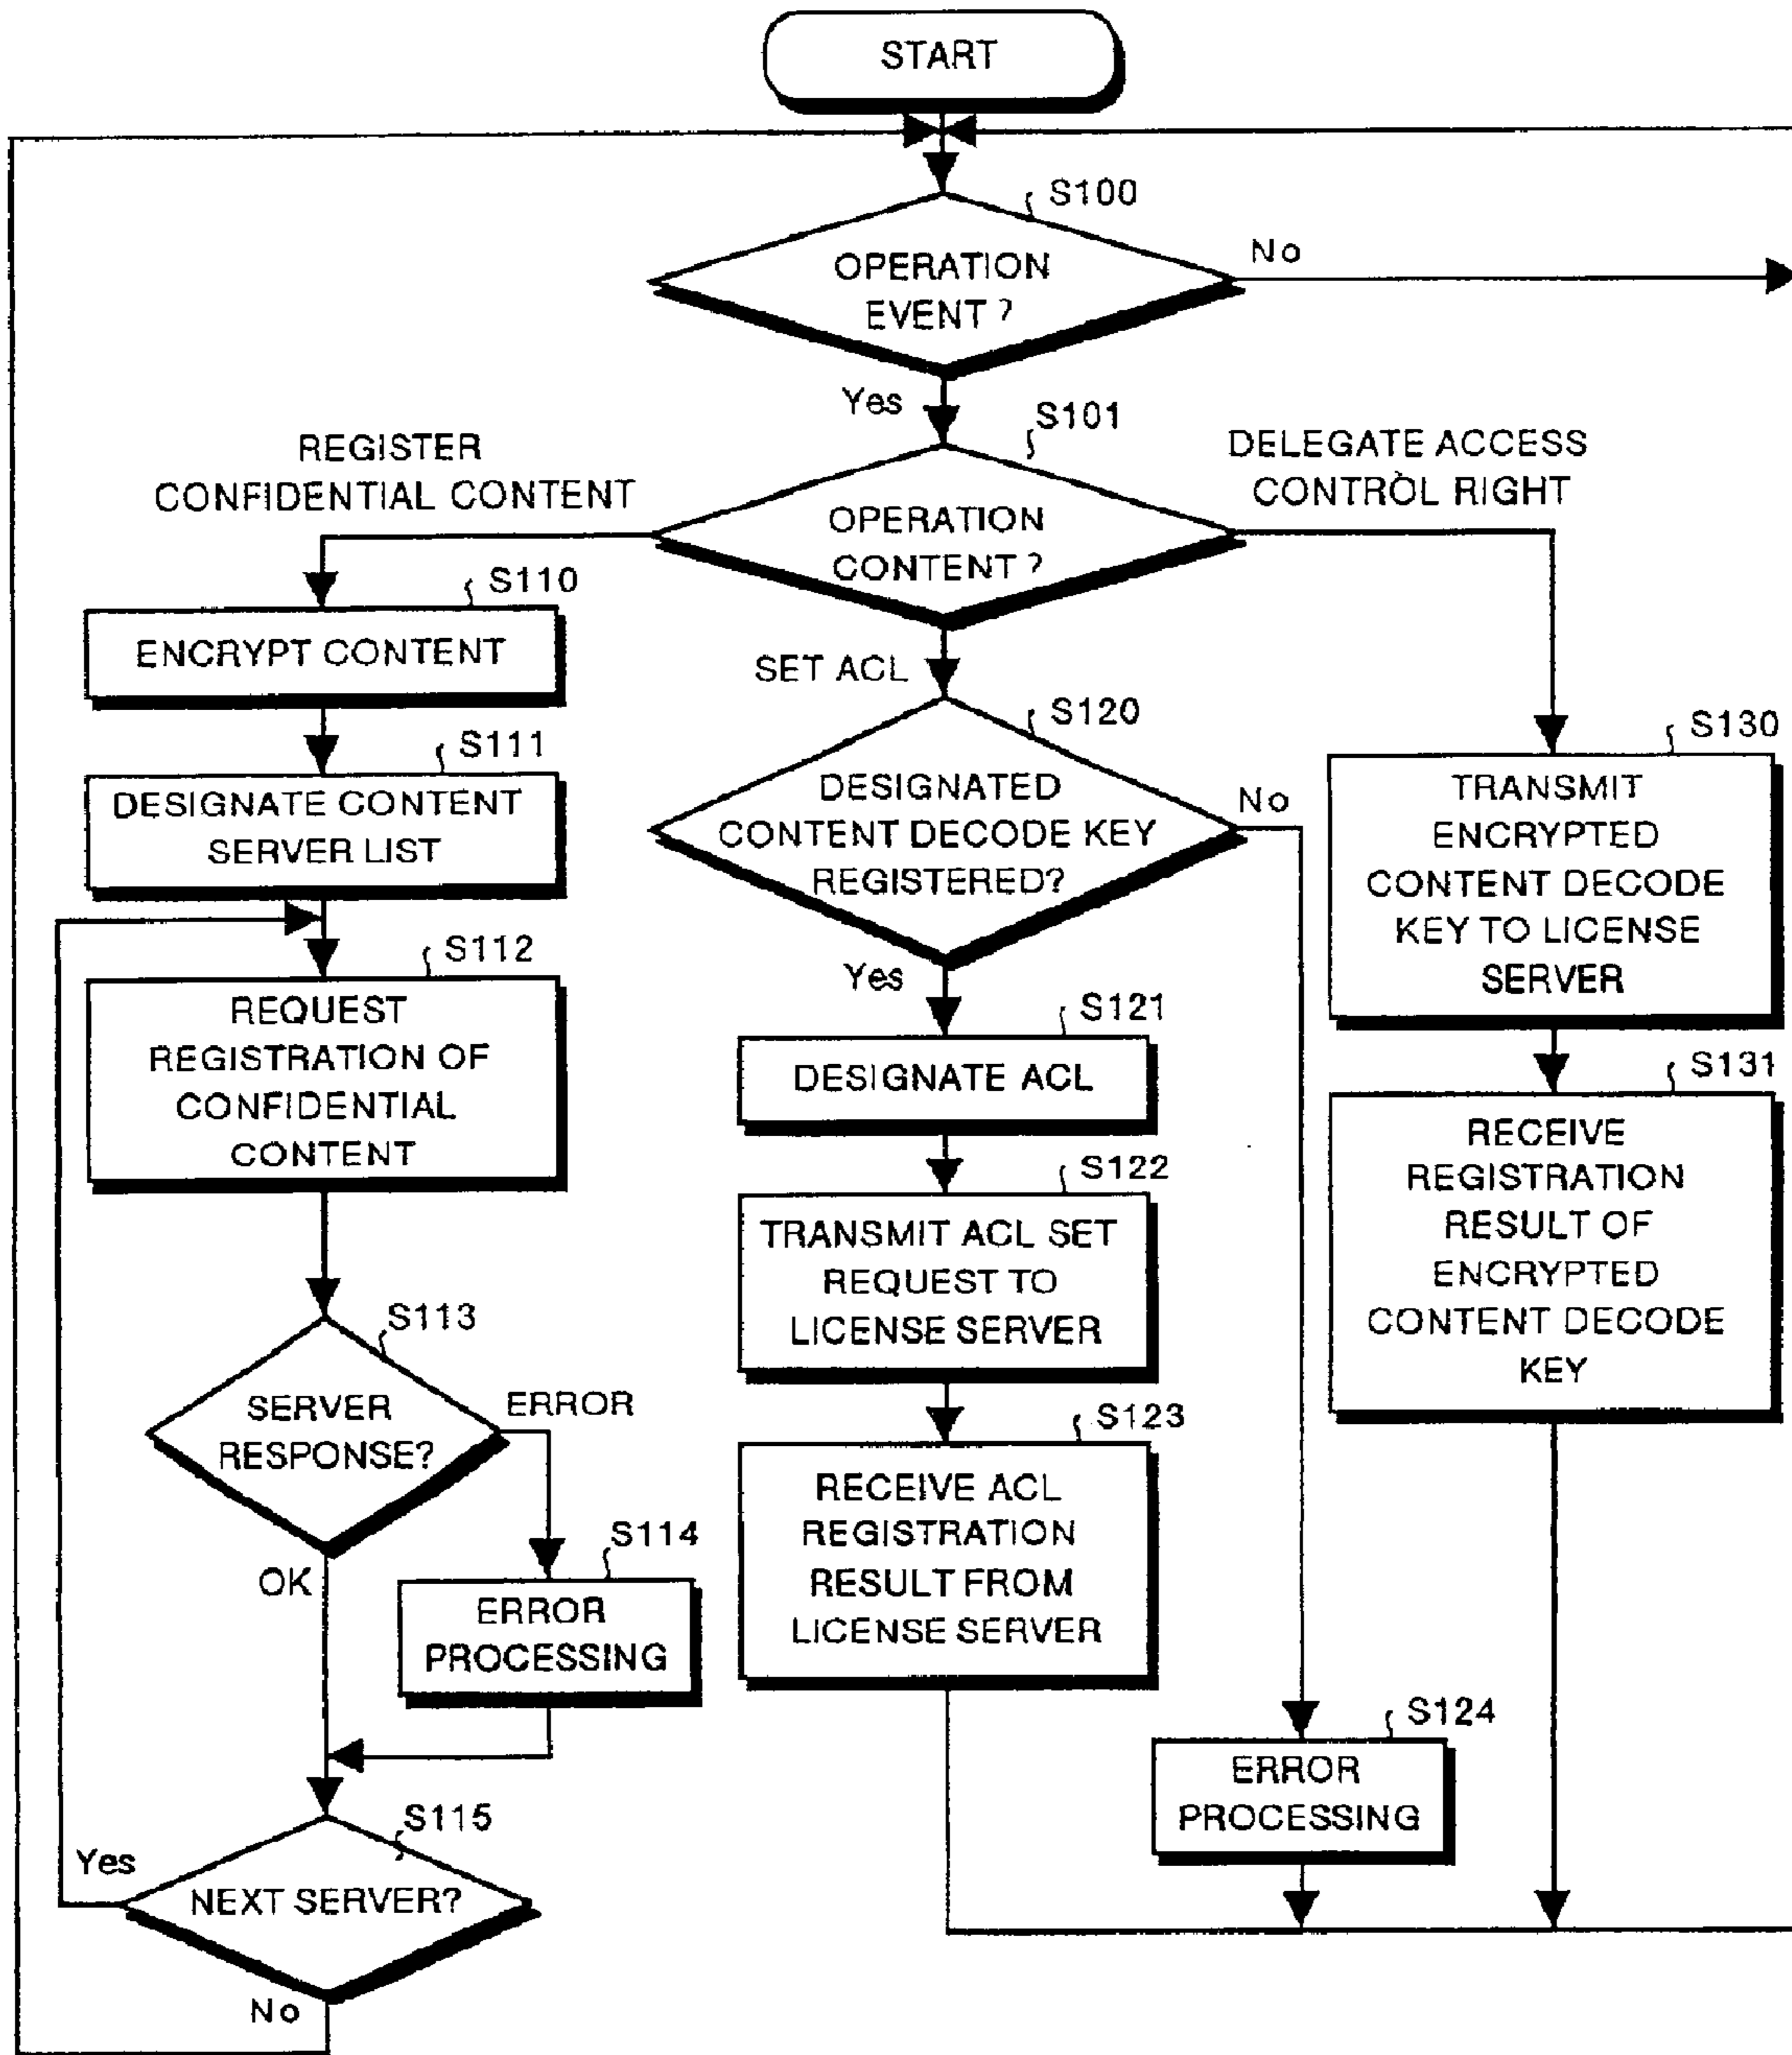 START
S100
OPERATION
EVENT ?
No
Yes
S101
REGISTER
CONFIDENTIAL CONTENT
DELEGATE ACCESS
CONTROL RIGHT
OPERATION
CONTENT ?
S110
ENCRYPT CONTENT
SET ACL
S111
DESIGNATE CONTENT
SERVER LIST
S112
REQUEST
REGISTRATION OF
CONFIDENTIAL
CONTENT
S113
SERVER
RESPONSE?
ERROR
OK
S114
ERROR
PROCESSING
S115
NEXT SERVER?
Yes
No
S120
DESIGNATED
CONTENT DECODE KEY
REGISTERED?
No
Yes
S121
DESIGNATE ACL
S122
TRANSMIT ACL SET
REQUEST TO
LICENSE SERVER
S123
RECEIVE ACL
REGISTRATION
RESULT FROM
LICENSE SERVER
S124
ERROR
PROCESSING
S130
TRANSMIT
ENCRYPTED
CONTENT DECODE
KEY TO LICENSE
SERVER
S131
RECEIVE
REGISTRATION
RESULT OF
ENCRYPTED
CONTENT DECODE
KEY